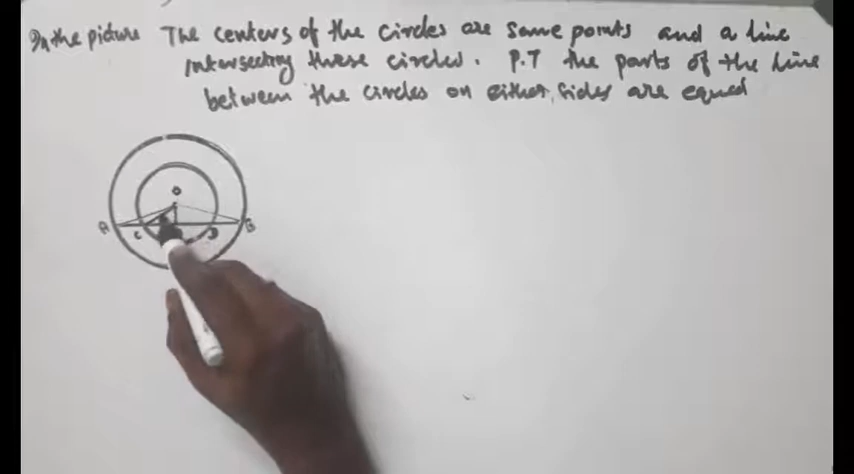 In the picture The centers of the circles are same points and a line
intersecting these circles. P.T the parts of the line
between the circles on either sides are equal
O
A C D B